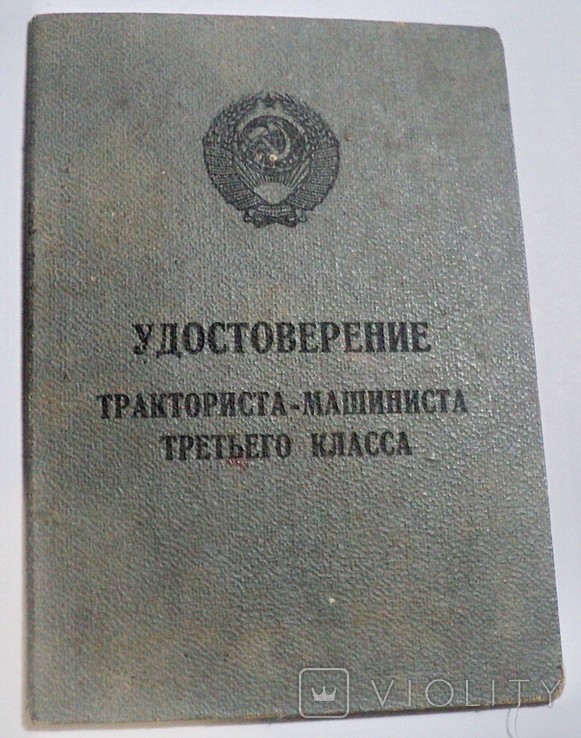 УДОСТОВЕРЕНИЕ
ТРАКТОРИСТА-МАШИНИСТА
ТРЕТЬЕГО КЛАССА
VIOLITY